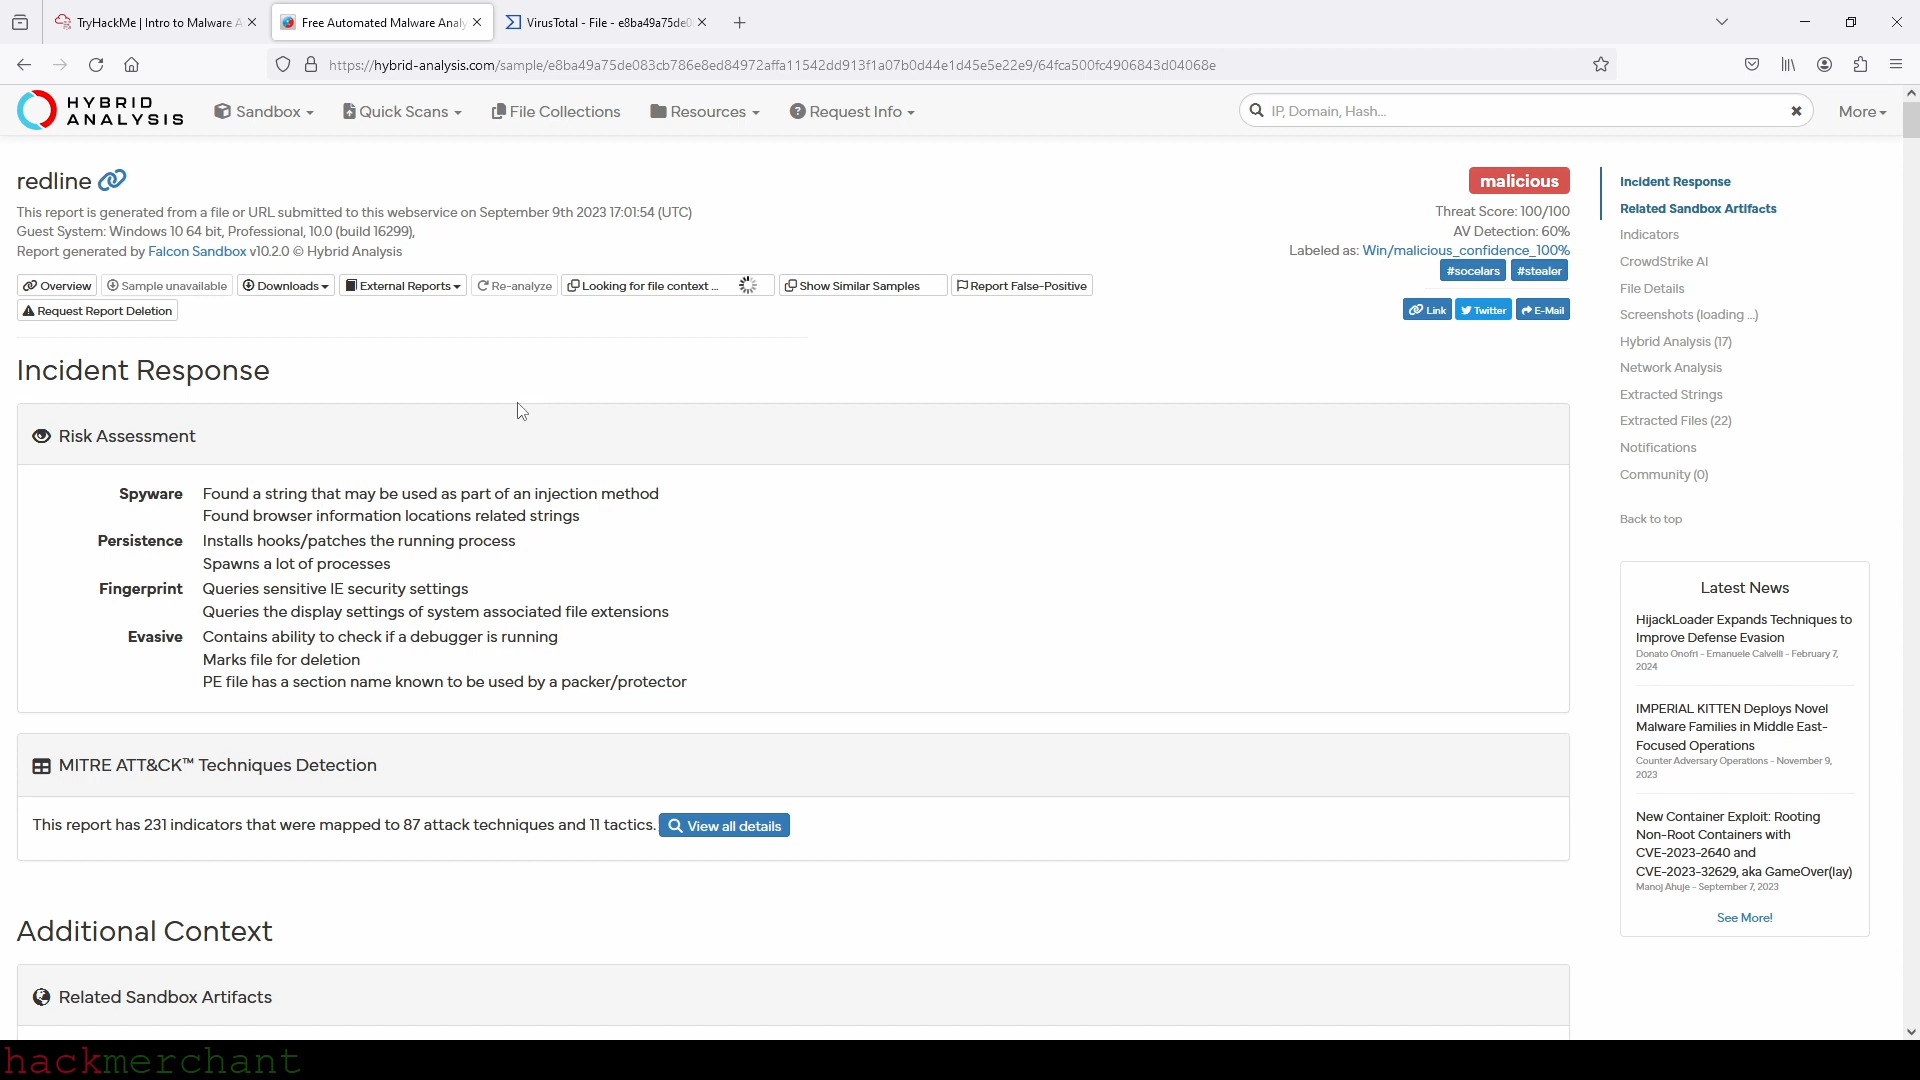 TryHackMe | Intro to Malware A
Free Automated Malware Analy
VirusTotal - File - e8ba49a75de0
https://hybrid-analysis.com/sample/e8ba49a75de083cb786e8ed84972affa11542dd913f1a07b0d44e1d45e5e22e9/64fca500fc4906843d04068e
HYBRID
ANALYSIS
Sandbox
Quick Scans
File Collections
Resources
Request Info
IP, Domain, Hash...
More
redline
This report is generated from a file or URL submitted to this webservice on September 9th 2023 17:01:54 (UTC)
Guest System: Windows 10 64 bit, Professional, 10.0 (build 16299),
Report generated by Falcon Sandbox v10.2.0 © Hybrid Analysis
malicious
Threat Score: 100/100
AV Detection: 60%
Labeled as: Win/malicious_confidence_100%
#socelars #stealer
Overview
Sample unavailable
Downloads
External Reports
Re-analyze
Looking for file context ...
Show Similar Samples
Report False-Positive
Request Report Deletion
Link
Twitter
E-Mail
Incident Response
Risk Assessment
Spyware Found a string that may be used as part of an injection method
Found browser information locations related strings
Persistence Installs hooks/patches the running process
Spawns a lot of processes
Fingerprint Queries sensitive IE security settings
Queries the display settings of system associated file extensions
Evasive Contains ability to check if a debugger is running
Marks file for deletion
PE file has a section name known to be used by a packer/protector
MITRE ATT&CK™ Techniques Detection
This report has 231 indicators that were mapped to 87 attack techniques and 11 tactics. View all details
Additional Context
Related Sandbox Artifacts
Incident Response
Related Sandbox Artifacts
Indicators
CrowdStrike AI
File Details
Screenshots (loading ...)
Hybrid Analysis (17)
Network Analysis
Extracted Strings
Extracted Files (22)
Notifications
Community (0)
Back to top
Latest News
HijackLoader Expands Techniques to
Improve Defense Evasion
Donato Onofri - Emanuele Calvelli - February 7,
2024
IMPERIAL KITTEN Deploys Novel
Malware Families in Middle East-
Focused Operations
Counter Adversary Operations - November 9,
2023
New Container Exploit: Rooting
Non-Root Containers with
CVE-2023-2640 and
CVE-2023-32629, aka GameOver(lay)
Manoj Ahuje - September 7, 2023
See More!
hackmerchant